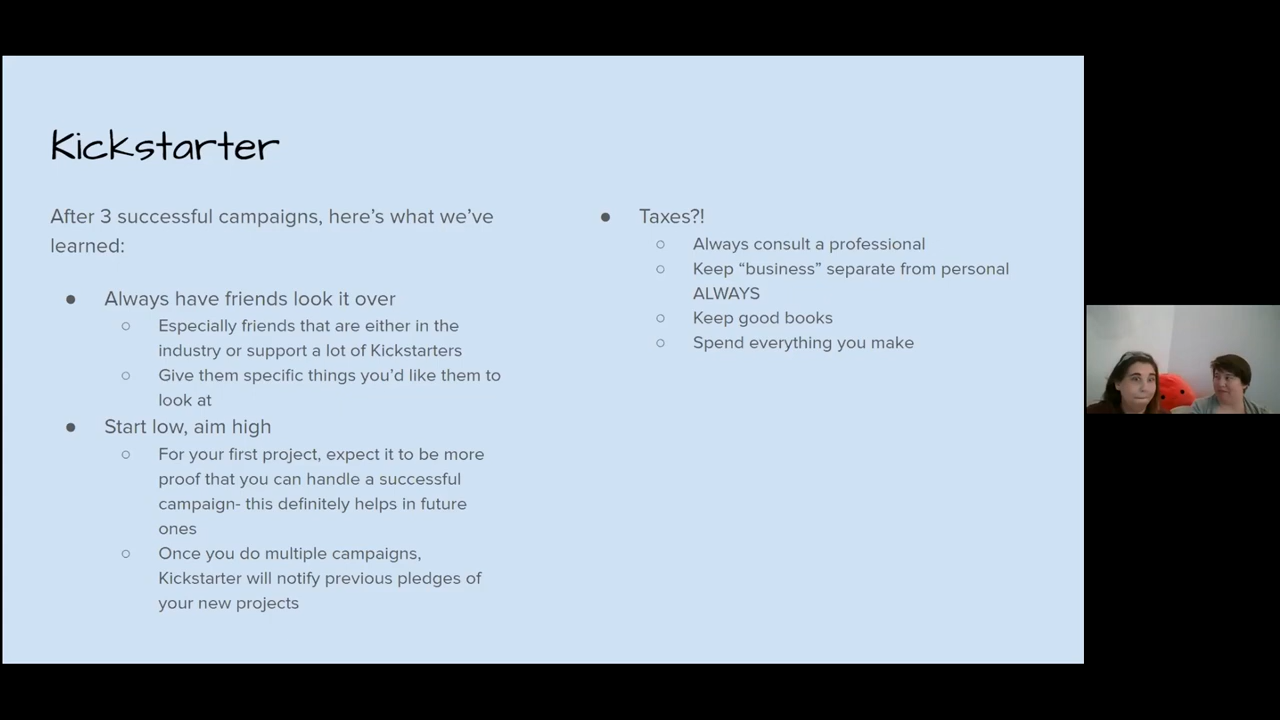 Kickstarter
After 3 successful campaigns, here’s what we’ve
learned:
● Always have friends look it over
○ Especially friends that are either in the
industry or support a lot of Kickstarters
○ Give them specific things you’d like them to
look at
● Start low, aim high
○ For your first project, expect it to be more
proof that you can handle a successful
campaign- this definitely helps in future
ones
○ Once you do multiple campaigns,
Kickstarter will notify previous pledges of
your new projects
● Taxes?!
○ Always consult a professional
○ Keep “business” separate from personal
ALWAYS
○ Keep good books
○ Spend everything you make